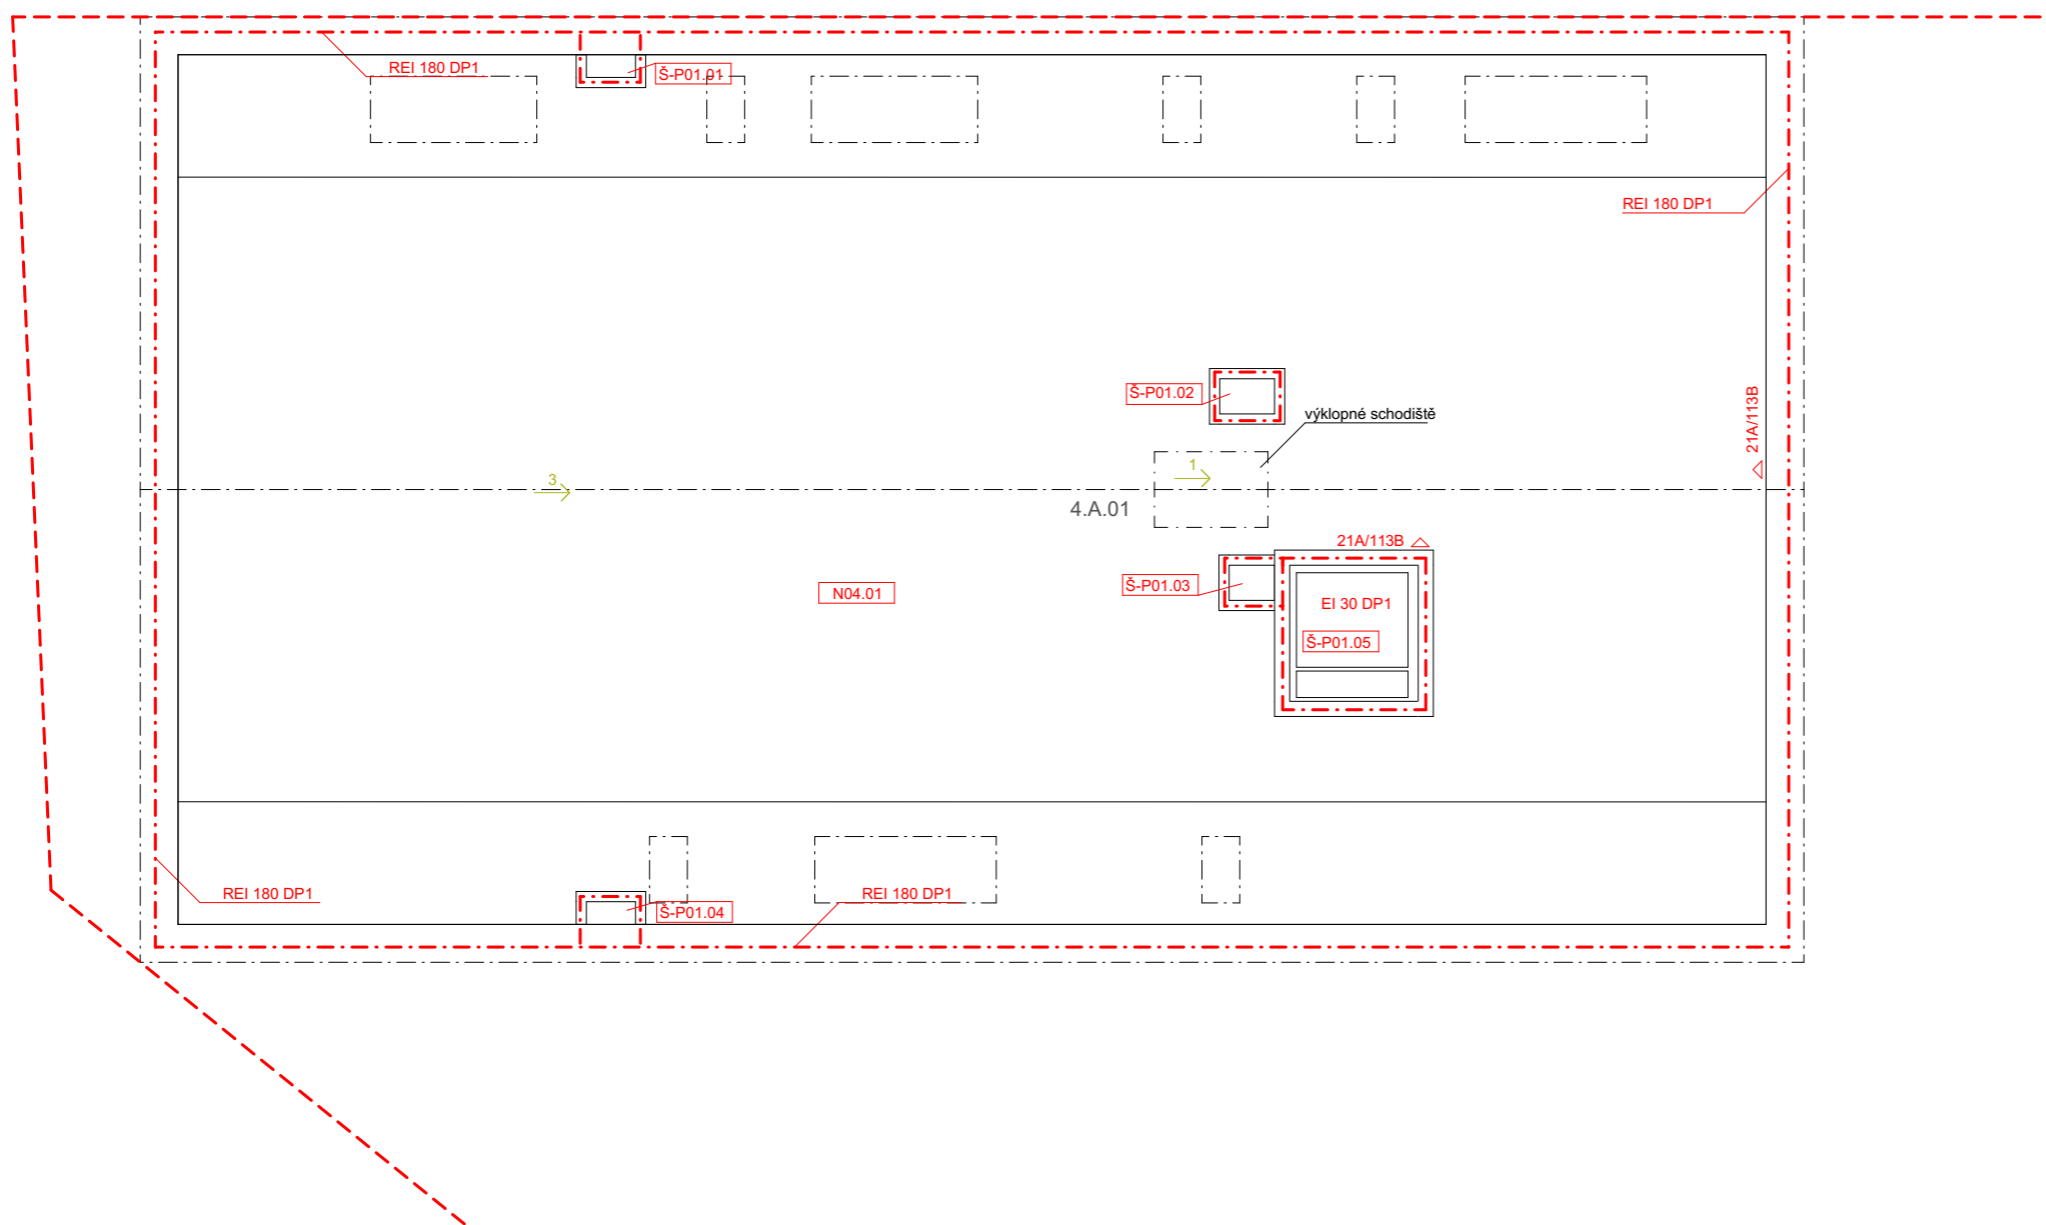 REI 180 DP1
Š-P01.01
REI 180 DP1
Š-P01.02
výklopné schodiště
21A/113B
3
1
4.A.01
21A/113B
Š-P01.03
N04.01
EI 30 DP1
Š-P01.05
REI 180 DP1
REI 180 DP1
Š-P01.04